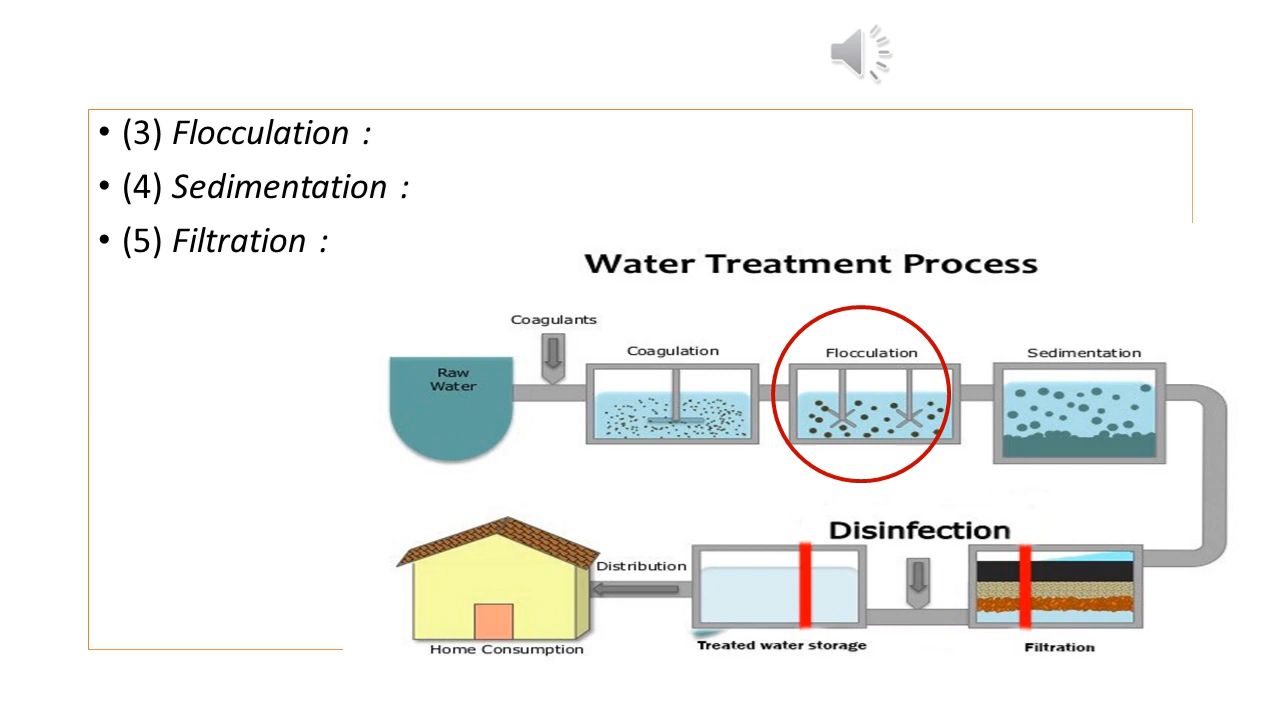 • (3) Flocculation :
• (4) Sedimentation :
• (5) Filtration :
Water Treatment Process
Coagulants
Coagulation
Flocculation
Sedimentation
Raw
Water
Disinfection
Distribution
Home Consumption
Treated water storage
Filtration